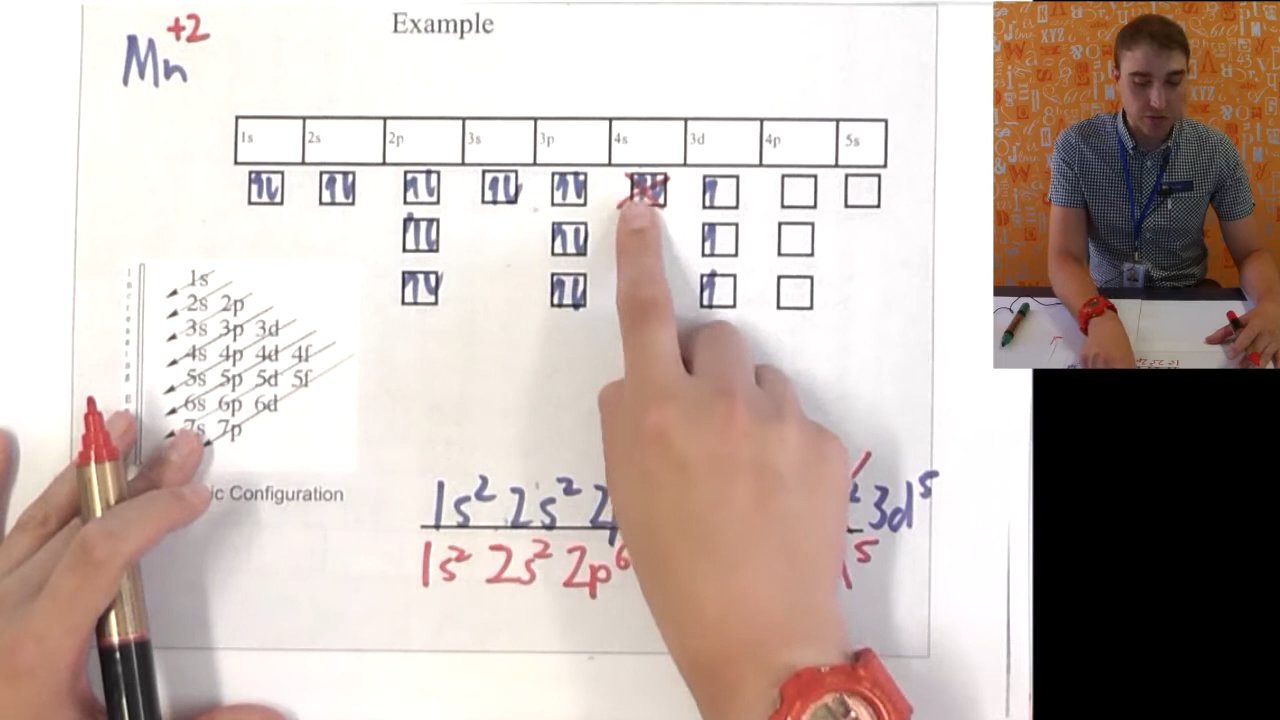 Example
Mn+2
1s 2s 2p 3s 3p 4s 3d 4p 5s
1s
2s 2p
3s 3p 3d
4s 4p 4d 4f
5s 5p 5d 5f
6s 6p 6d
7s 7p
ic Configuration
1s² 2s² 2 ² 3d⁵
1s² 2s² 2p⁶ ⁵